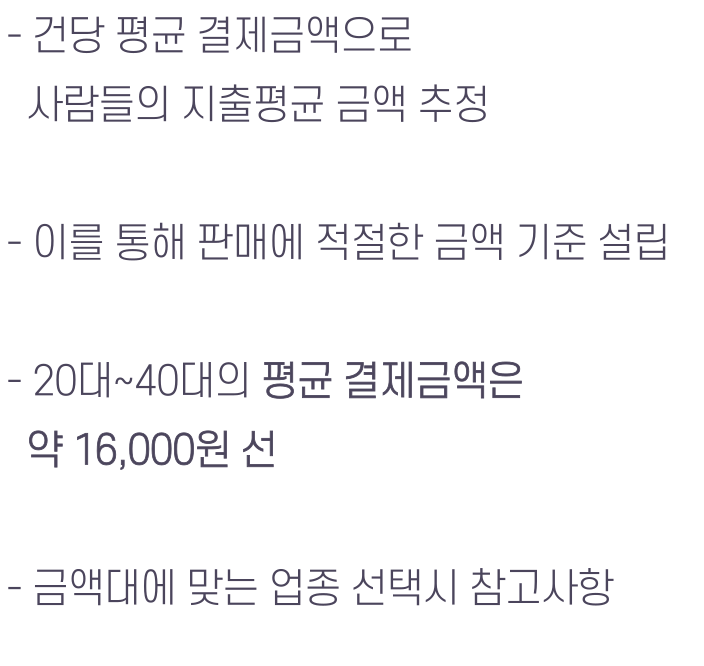 - 건당 평균 결제금액으로
사람들의 지출평균 금액 추정
- 이를 통해 판매에 적절한 금액 기준 설립
- 20대~40대의 평균 결제금액은
약 16,000원 선
- 금액대에 맞는 업종 선택시 참고사항